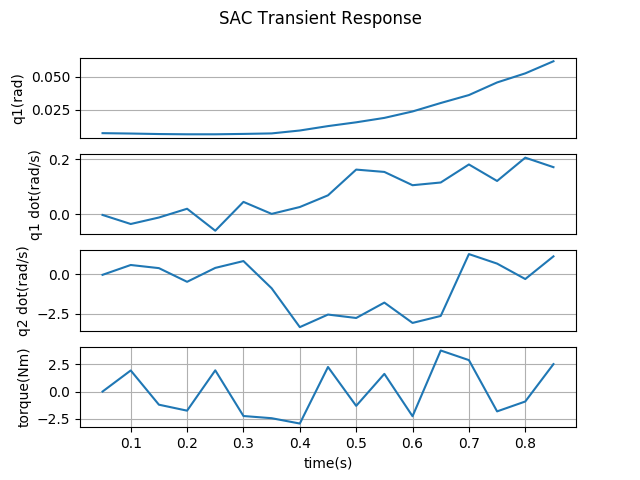 SAC Transient Response
q1(rad)
0.050
0.025
q1 dot(rad/s)
0.2
0.0
q2 dot(rad/s)
0.0
−2.5
torque(Nm)
2.5
0.0
−2.5
0.1 0.2 0.3 0.4 0.5 0.6 0.7 0.8
time(s)